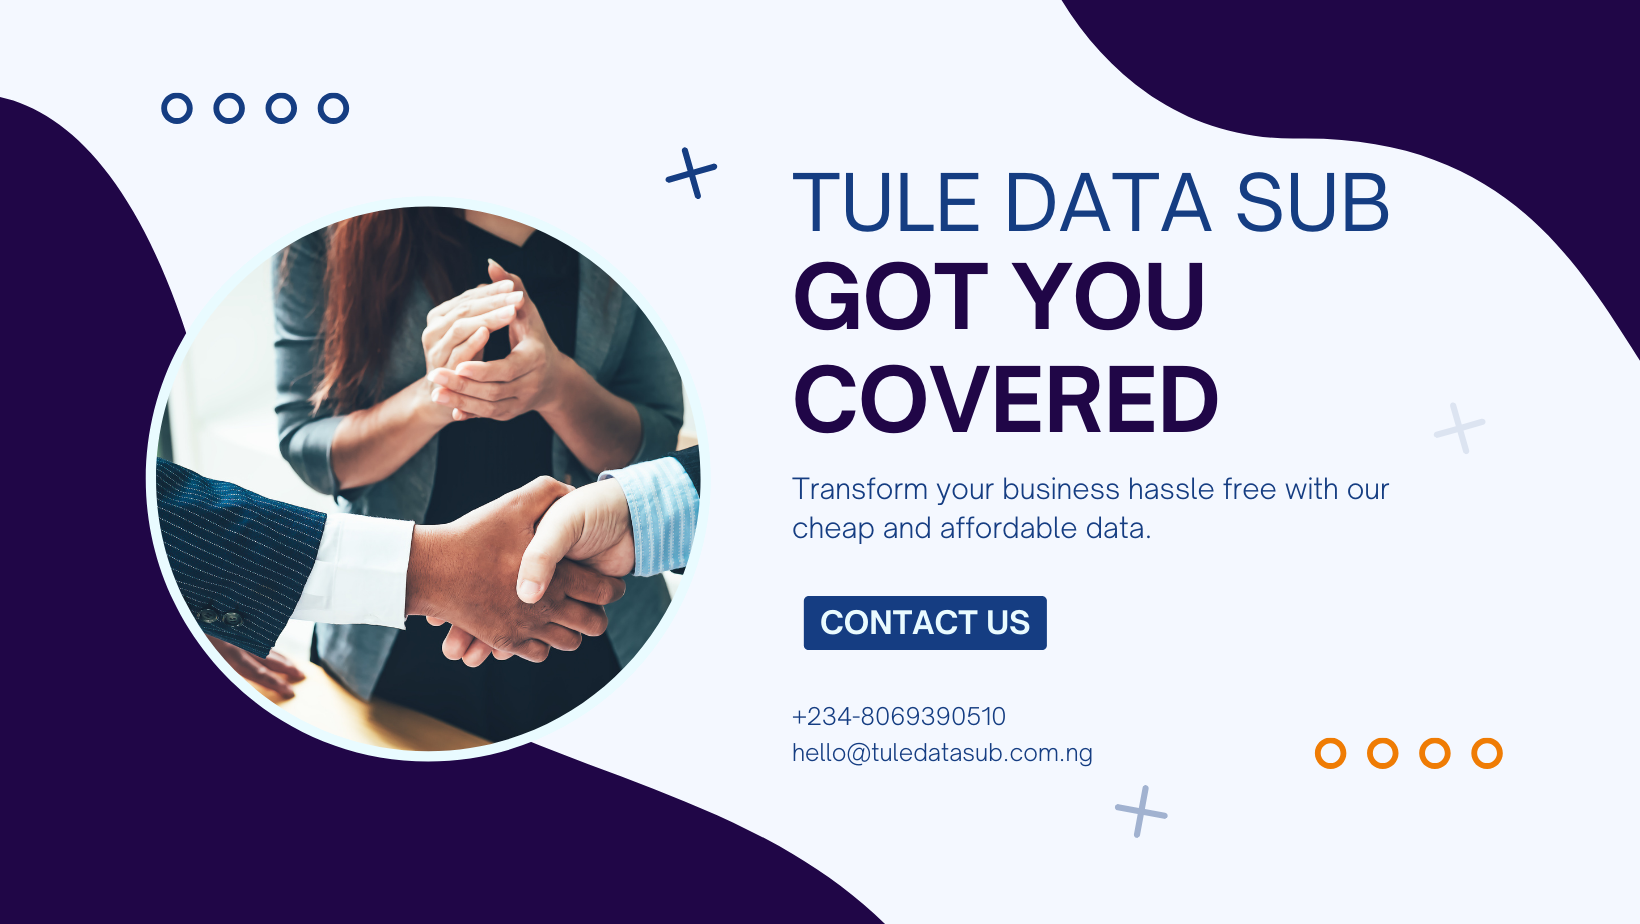 TULE DATA SUB
GOT YOU
COVERED
Transform your business hassle free with our
cheap and affordable data.
CONTACT US
+234-8069390510
hello@tuledatasub.com.ng